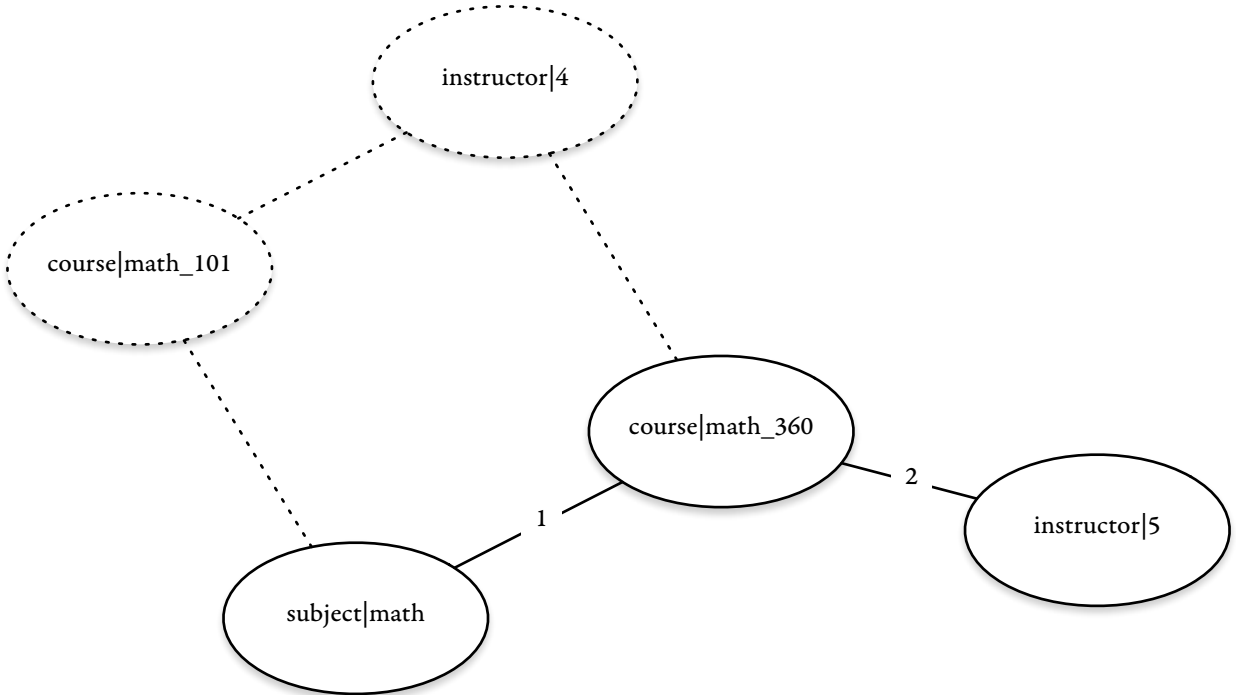 instructor|4
course|math_101
course|math_360
2
1
instructor|5
subject|math